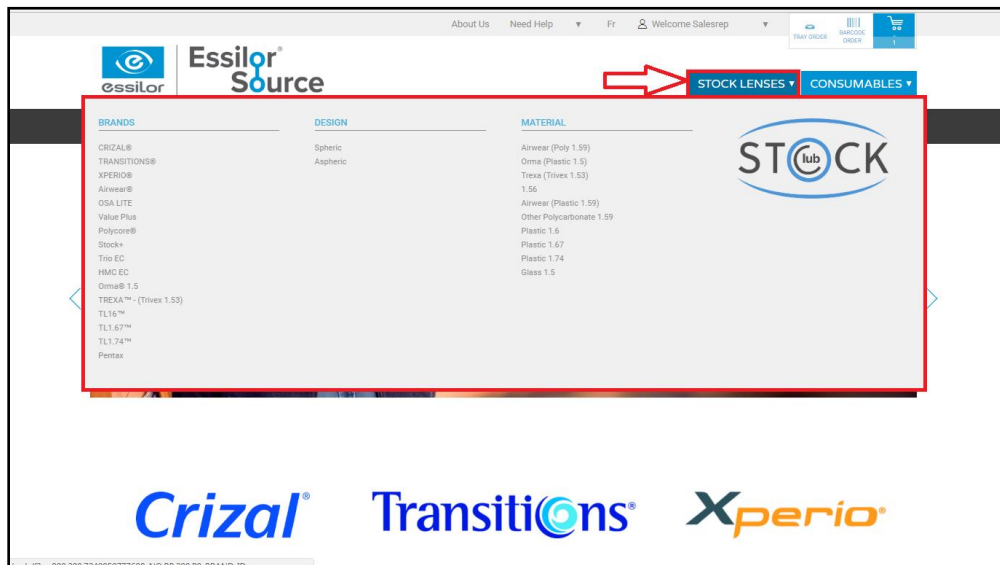 About Us Need Help ▼ Fr Welcome Salesrep ▼
TRAY ORDER
BARCODE
ORDER
1
essilor
Essilor®
Source
STOCK LENSES ▼
CONSUMABLES ▼
BRANDS
CRIZAL®
TRANSITIONS®
XPERIO®
Airwear®
OSA LITE
Value Plus
Polycore®
Stock+
Trio EC
HMC EC
Orma® 1.5
TREXA™ - (Trivex 1.53)
TL16™
TL1.67™
TL1.74™
Pentax
DESIGN
Spheric
Aspheric
MATERIAL
Airwear (Poly 1.59)
Orma (Plastic 1.5)
Trexa (Trivex 1.53)
1.56
Airwear (Plastic 1.59)
Other Polycarbonate 1.59
Plastic 1.6
Plastic 1.67
Plastic 1.74
Glass 1.5
STOCK
Club
Crizal®
Transitions®
Xperio®